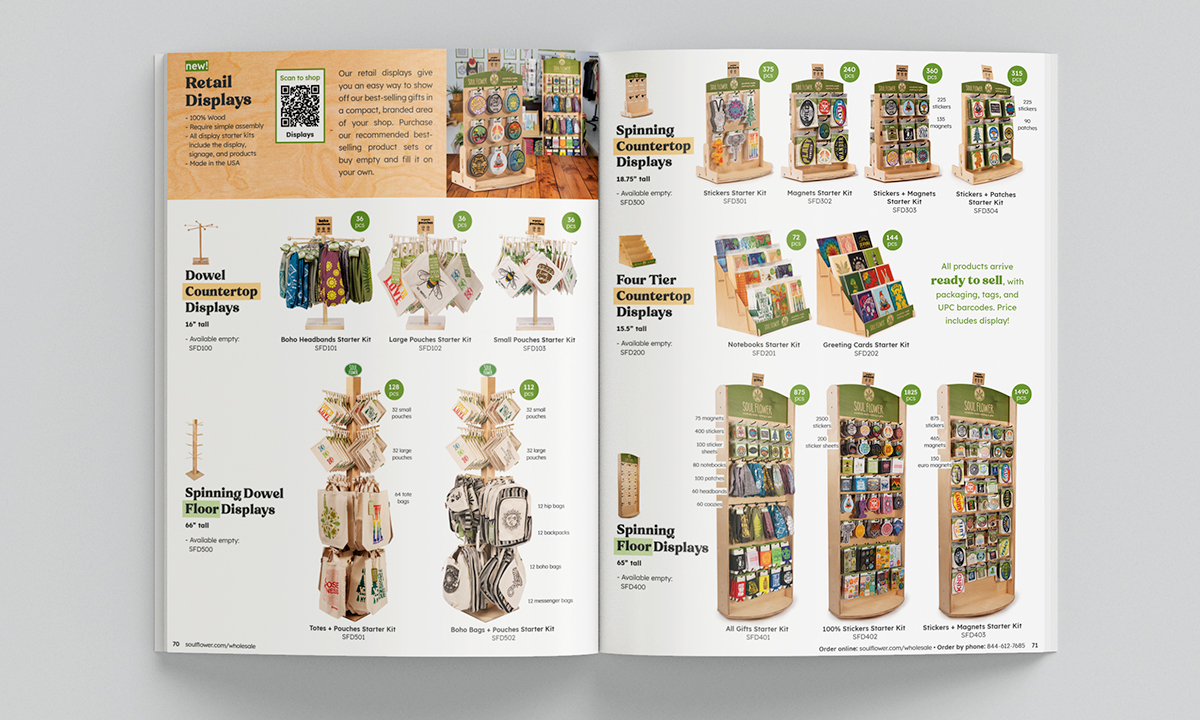 new!
Retail
Displays
- 100% Wood
- Require simple assembly
- All display starter kits
include the display,
signage, and products
- Made in the USA
Scan to shop
Displays
Our retail displays give
you an easy way to show
off our best-selling gifts in
a compact, branded area
of your shop. Purchase
our recommended best-
selling product sets or
buy empty and fill it on
your own.
SOUL FLOWER
Dowel
Countertop
Displays
16" tall
- Available empty:
SFD100
36
pcs
Boho Headbands Starter Kit
SFD101
36
pcs
Large Pouches Starter Kit
SFD102
36
pcs
Small Pouches Starter Kit
SFD103
Spinning Dowel
Floor Displays
66" tall
- Available empty:
SFD500
SOUL
FLOWER
128
pcs
32 small
pouches
32 large
pouches
64 tote
bags
Totes + Pouches Starter Kit
SFD501
SOUL
FLOWER
112
pcs
32 small
pouches
32 large
pouches
12 hip bags
12 backpacks
12 boho bags
12 messenger bags
Boho Bags + Pouches Starter Kit
SFD502
70 soulflower.com/wholesale
Spinning
Countertop
Displays
18.75" tall
- Available empty:
SFD300
375
pcs
Stickers Starter Kit
SFD301
240
pcs
Magnets Starter Kit
SFD302
360
pcs
225
stickers
135
magnets
Stickers + Magnets
Starter Kit
SFD303
315
pcs
225
stickers
90
patches
Stickers + Patches
Starter Kit
SFD304
Four Tier
Countertop
Displays
15.5" tall
- Available empty:
SFD200
72
pcs
Notebooks Starter Kit
SFD201
144
pcs
Greeting Cards Starter Kit
SFD202
All products arrive
ready to sell, with
packaging, tags, and
UPC barcodes. Price
includes display!
Spinning
Floor Displays
65" tall
- Available empty:
SFD400
875
pcs
SOUL FLOWER
75 magnets
400 stickers
100 sticker
sheets
80 notebooks
100 patches
60 headbands
60 coozies
All Gifts Starter Kit
SFD401
1825
pcs
SOUL FLOWER
2500
stickers
200
sticker sheets
100% Stickers Starter Kit
SFD402
1490
pcs
SOUL FLOWER
875
stickers
465
magnets
150
euro magnets
Stickers + Magnets Starter Kit
SFD403
Order online: soulflower.com/wholesale • Order by phone: 844-612-7685 71